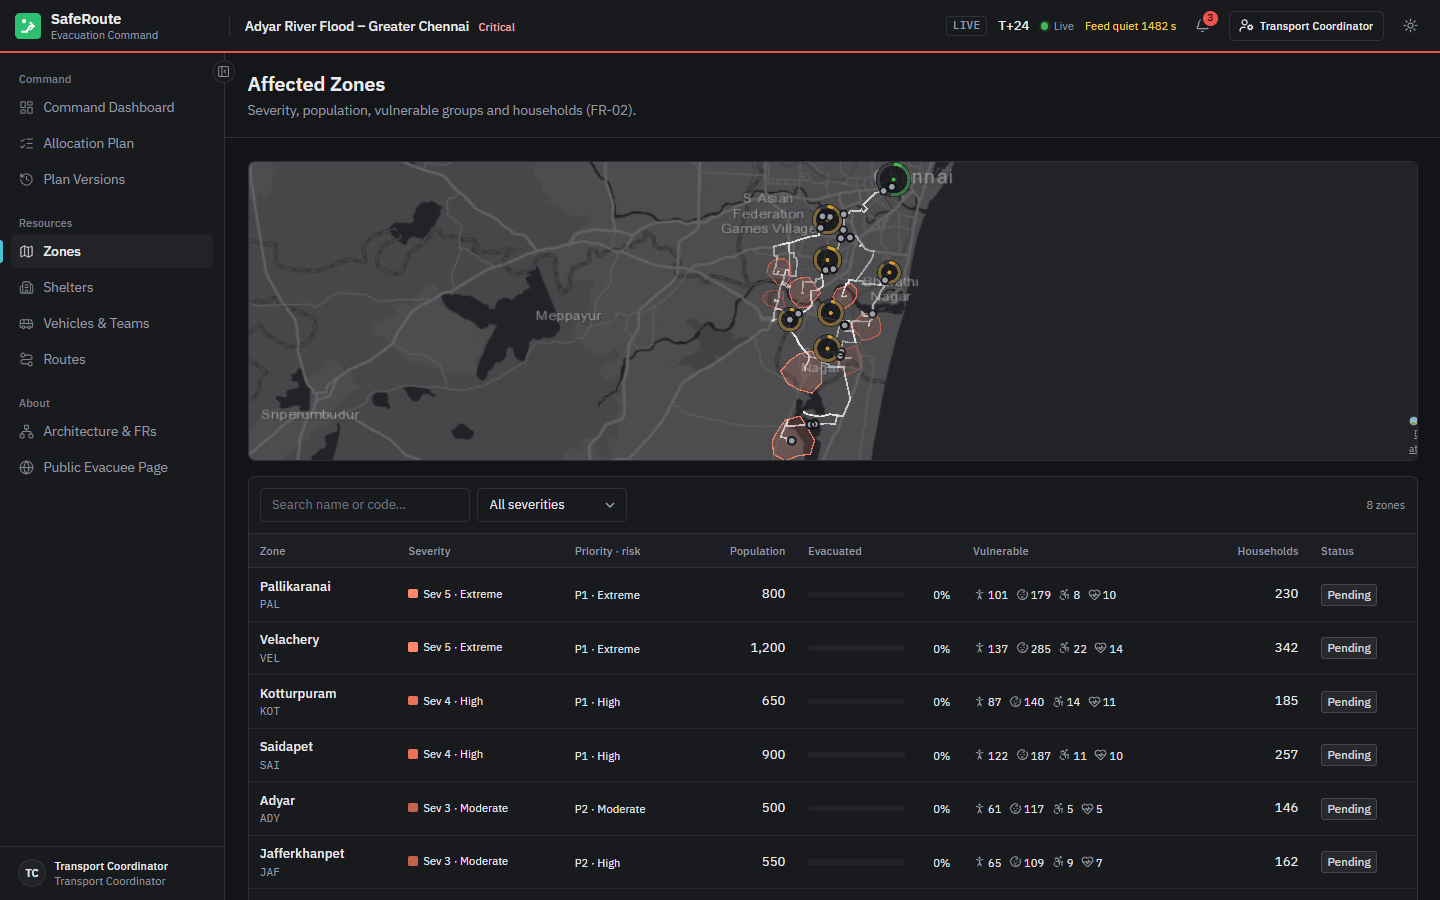 SafeRoute
Evacuation Command
Adyar River Flood – Greater Chennai Critical
LIVE T+24 Live Feed quiet 1482 s 3 Transport Coordinator
Command
Command Dashboard
Allocation Plan
Plan Versions
Resources
Zones
Shelters
Vehicles & Teams
Routes
About
Architecture & FRs
Public Evacuee Page
TC Transport Coordinator
Transport Coordinator
Affected Zones
Severity, population, vulnerable groups and households (FR-02).
nnai
S Asian
Federation
Games Village
Nagar
Meppayur
Nagar
Sriperumbudur
Search name or code...
All severities
8 zones
Zone Severity Priority · risk Population Evacuated Vulnerable Households Status
Pallikaranai
PAL
Sev 5 · Extreme P1 · Extreme 800 0% 101 179 8 10 230 Pending
Velachery
VEL
Sev 5 · Extreme P1 · Extreme 1,200 0% 137 285 22 14 342 Pending
Kotturpuram
KOT
Sev 4 · High P1 · High 650 0% 87 140 14 11 185 Pending
Saidapet
SAI
Sev 4 · High P1 · High 900 0% 122 187 11 10 257 Pending
Adyar
ADY
Sev 3 · Moderate P2 · Moderate 500 0% 61 117 5 5 146 Pending
Jafferkhanpet
JAF
Sev 3 · Moderate P2 · High 550 0% 65 109 9 7 162 Pending